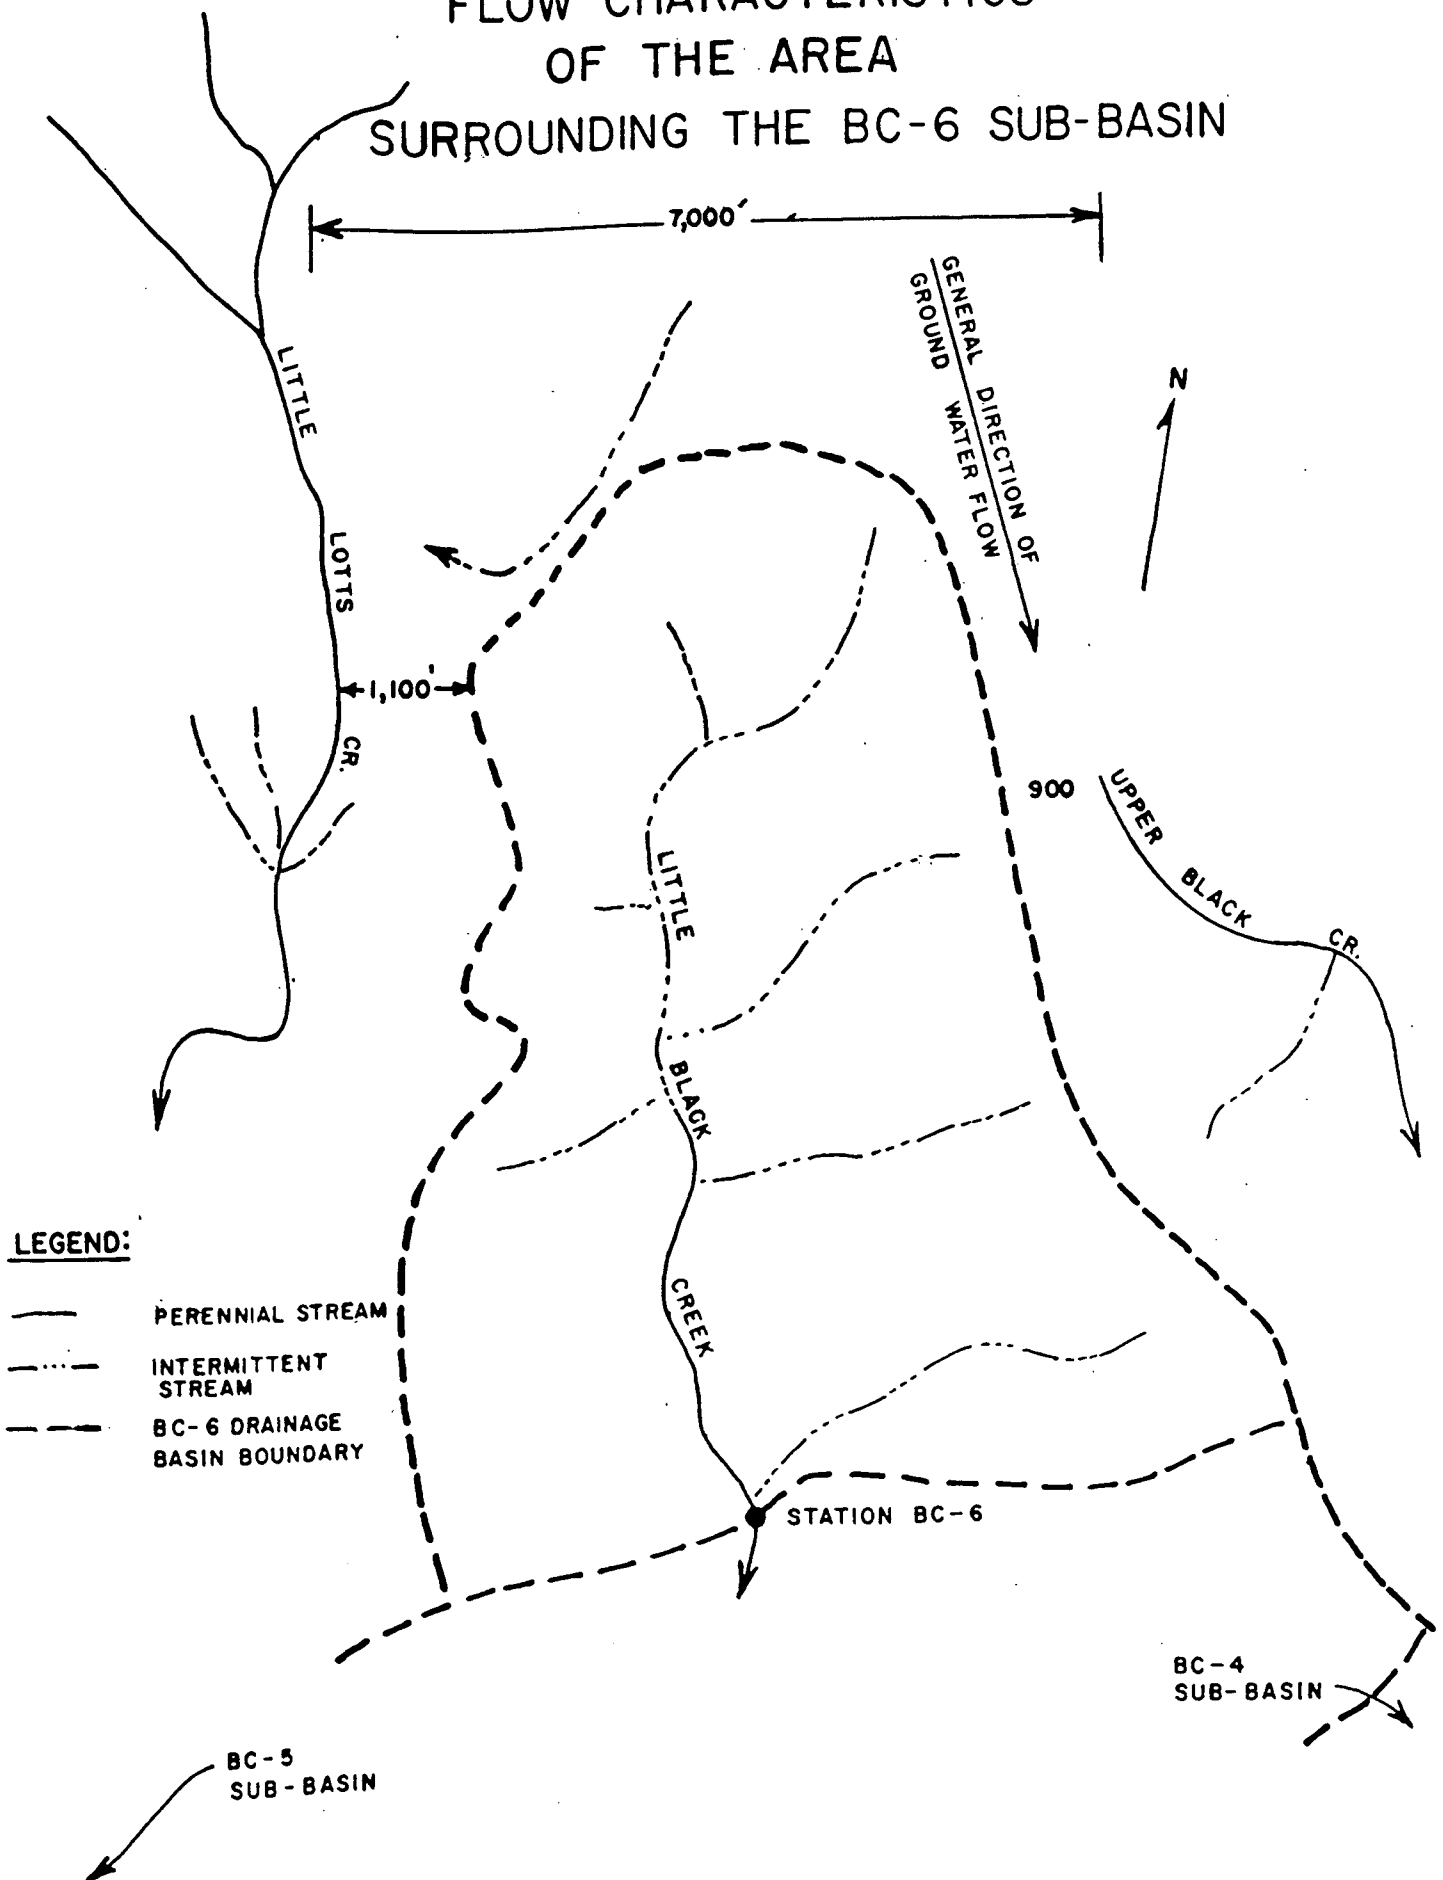 FLOW CHARACTERISTICS
OF THE AREA
SURROUNDING THE BC-6 SUB-BASIN
7,000'
GENERAL DIRECTION OF
GROUND WATER FLOW
N
LITTLE
LOTTS
CR.
1,100'
900
UPPER
BLACK
CR.
LITTLE
BLACK
CREEK
LEGEND:
PERENNIAL STREAM
INTERMITTENT
STREAM
BC-6 DRAINAGE
BASIN BOUNDARY
STATION BC-6
BC-4
SUB-BASIN
BC-5
SUB-BASIN